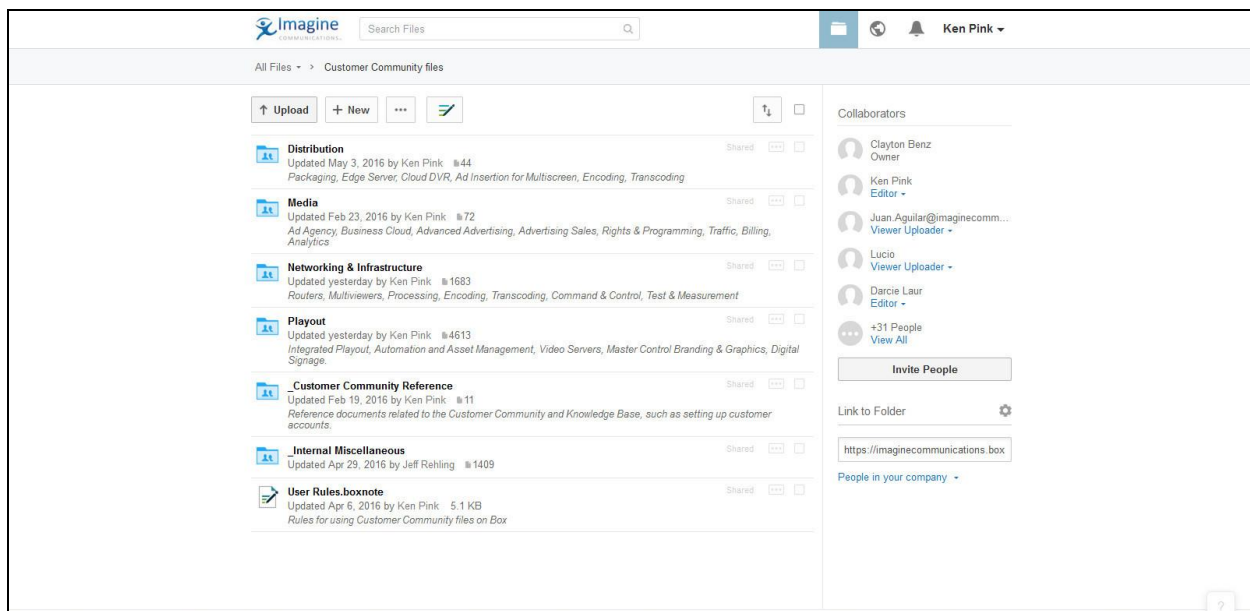 Imagine
COMMUNICATIONS
Search Files
Ken Pink
All Files > Customer Community files
Upload
+ New
Collaborators
Distribution
Shared
Updated May 3, 2016 by Ken Pink 44
Packaging, Edge Server, Cloud DVR, Ad Insertion for Multiscreen, Encoding, Transcoding
Media
Shared
Updated Feb 23, 2016 by Ken Pink 72
Ad Agency, Business Cloud, Advanced Advertising, Advertising Sales, Rights & Programming, Traffic, Billing,
Analytics
Networking & Infrastructure
Shared
Updated yesterday by Ken Pink 1683
Routers, Multiviewers, Processing, Encoding, Transcoding, Command & Control, Test & Measurement
Playout
Shared
Updated yesterday by Ken Pink 4613
Integrated Playout, Automation and Asset Management, Video Servers, Master Control Branding & Graphics, Digital
Signage.
_Customer Community Reference
Shared
Updated Feb 19, 2016 by Ken Pink 11
Reference documents related to the Customer Community and Knowledge Base, such as setting up customer
accounts.
_Internal Miscellaneous
Shared
Updated Apr 29, 2016 by Jeff Rehling 1409
User Rules.boxnote
Shared
Updated Apr 6, 2016 by Ken Pink 5.1 KB
Rules for using Customer Community files on Box
Clayton Benz
Owner
Ken Pink
Editor
Juan.Aguilar@imaginecomm...
Viewer Uploader
Lucio
Viewer Uploader
Darcie Laur
Editor
+31 People
View All
Invite People
Link to Folder
https://imaginecommunications.box
People in your company
?